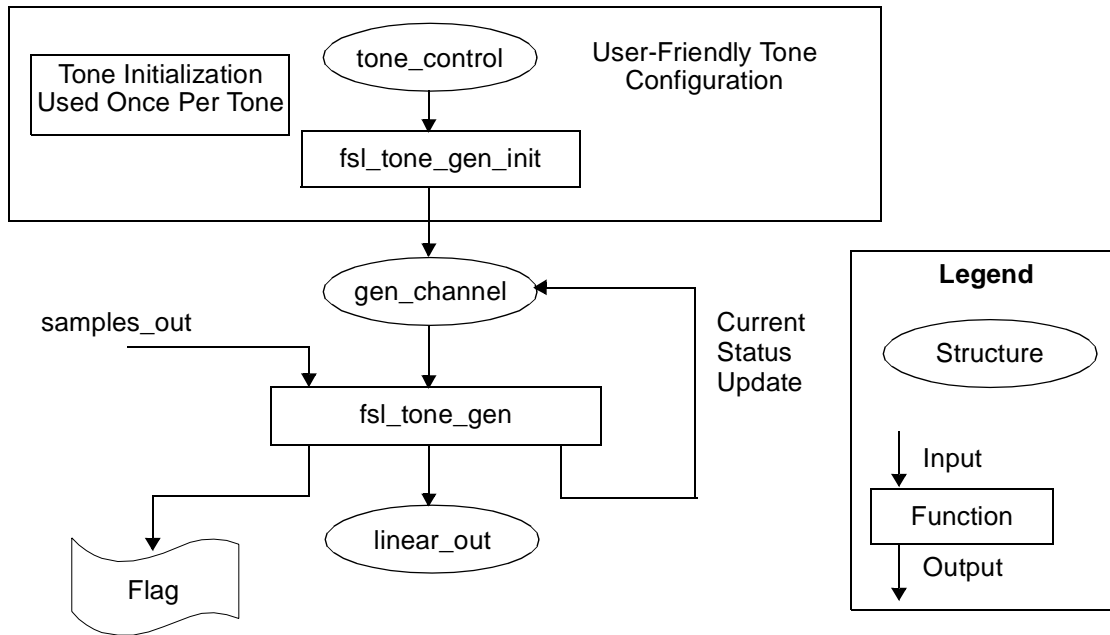 tone_control
User-Friendly Tone
Configuration
Tone Initialization
Used Once Per Tone
fsl_tone_gen_init
gen_channel
samples_out
Current
Status
Update
fsl_tone_gen
linear_out
Flag
Legend
Structure
Input
Function
Output